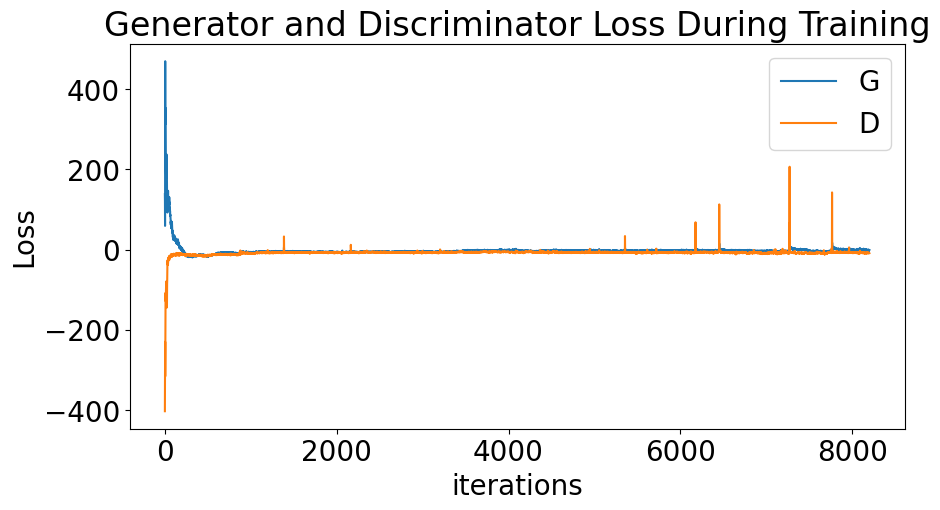 Generator and Discriminator Loss During Training
G
D
Loss
400
200
0
−200
−400
0 2000 4000 6000 8000
iterations